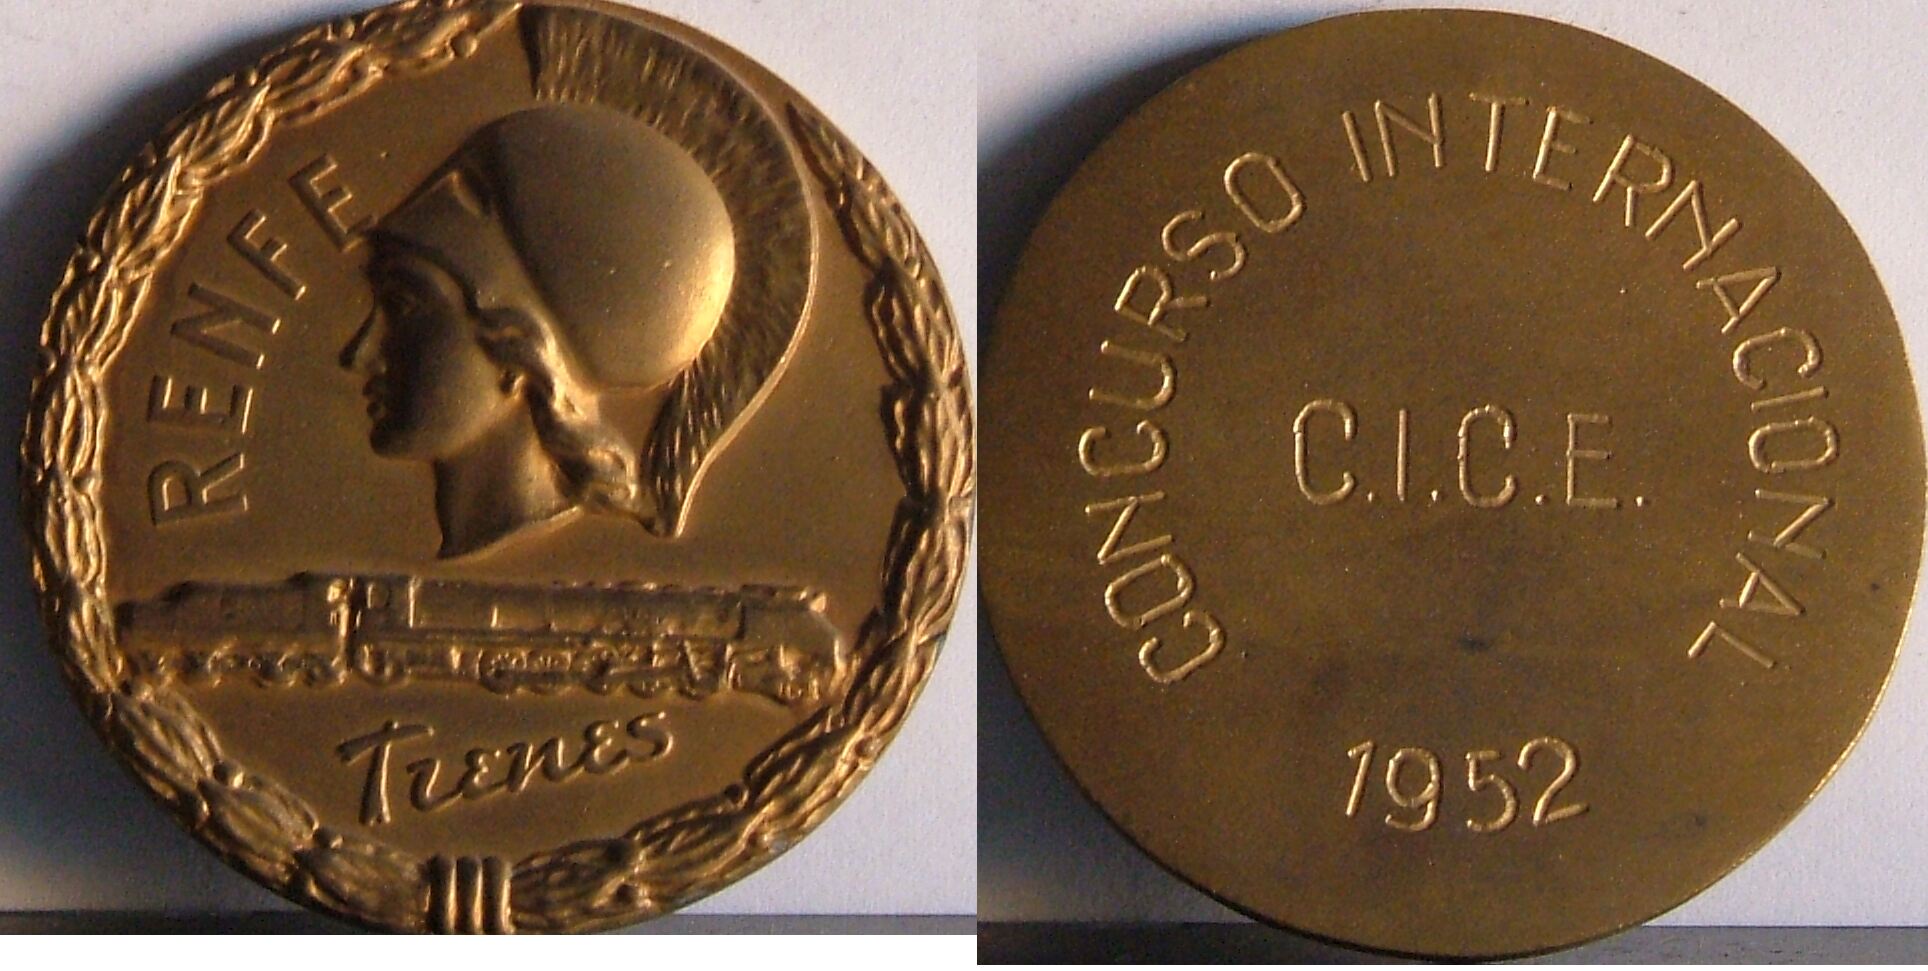 RENFE
Trenes
CONCURSO INTERNACIONAL
C.I.C.E.
1952